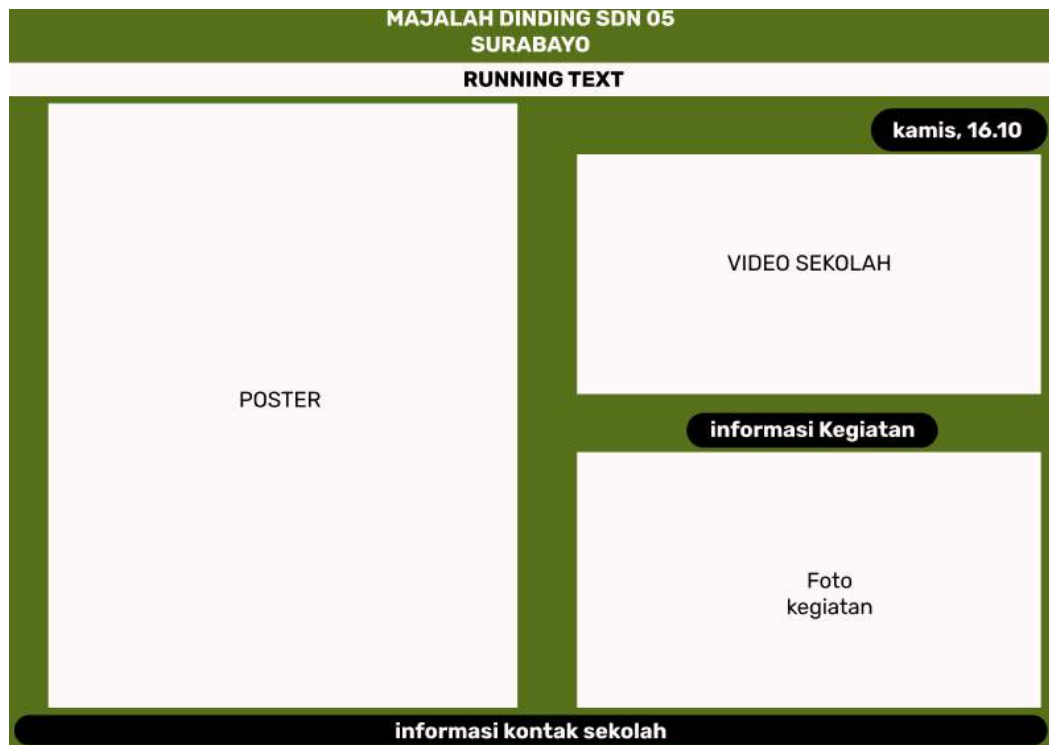 MAJALAH DINDING SDN 05
SURABAYO
RUNNING TEXT
kamis, 16.10
VIDEO SEKOLAH
POSTER
informasi Kegiatan
Foto
kegiatan
informasi kontak sekolah